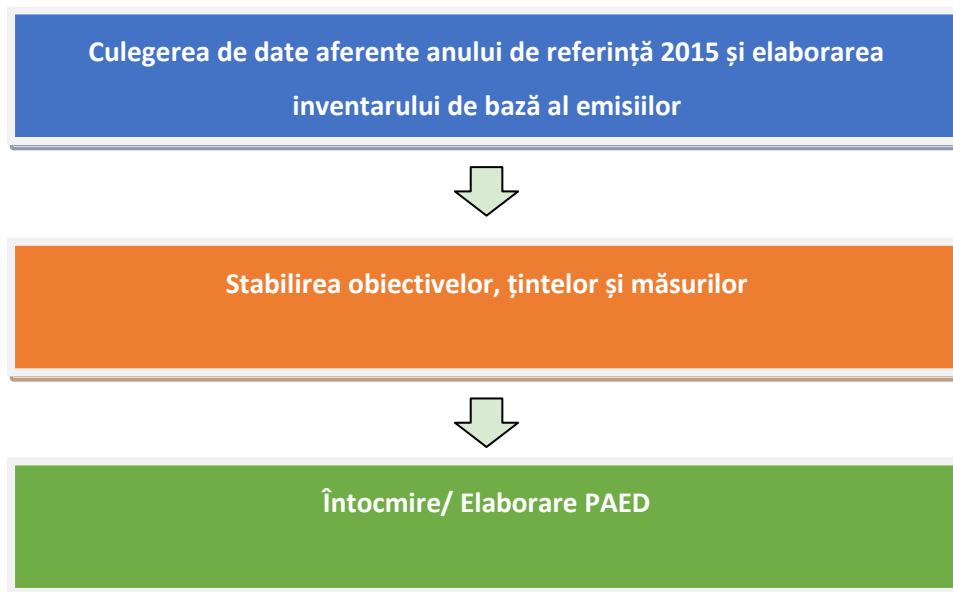 Culegerea de date aferente anului de referință 2015 și elaborarea
inventarului de bază al emisiilor
Stabilirea obiectivelor, țintelor și măsurilor
Întocmire/ Elaborare PAED